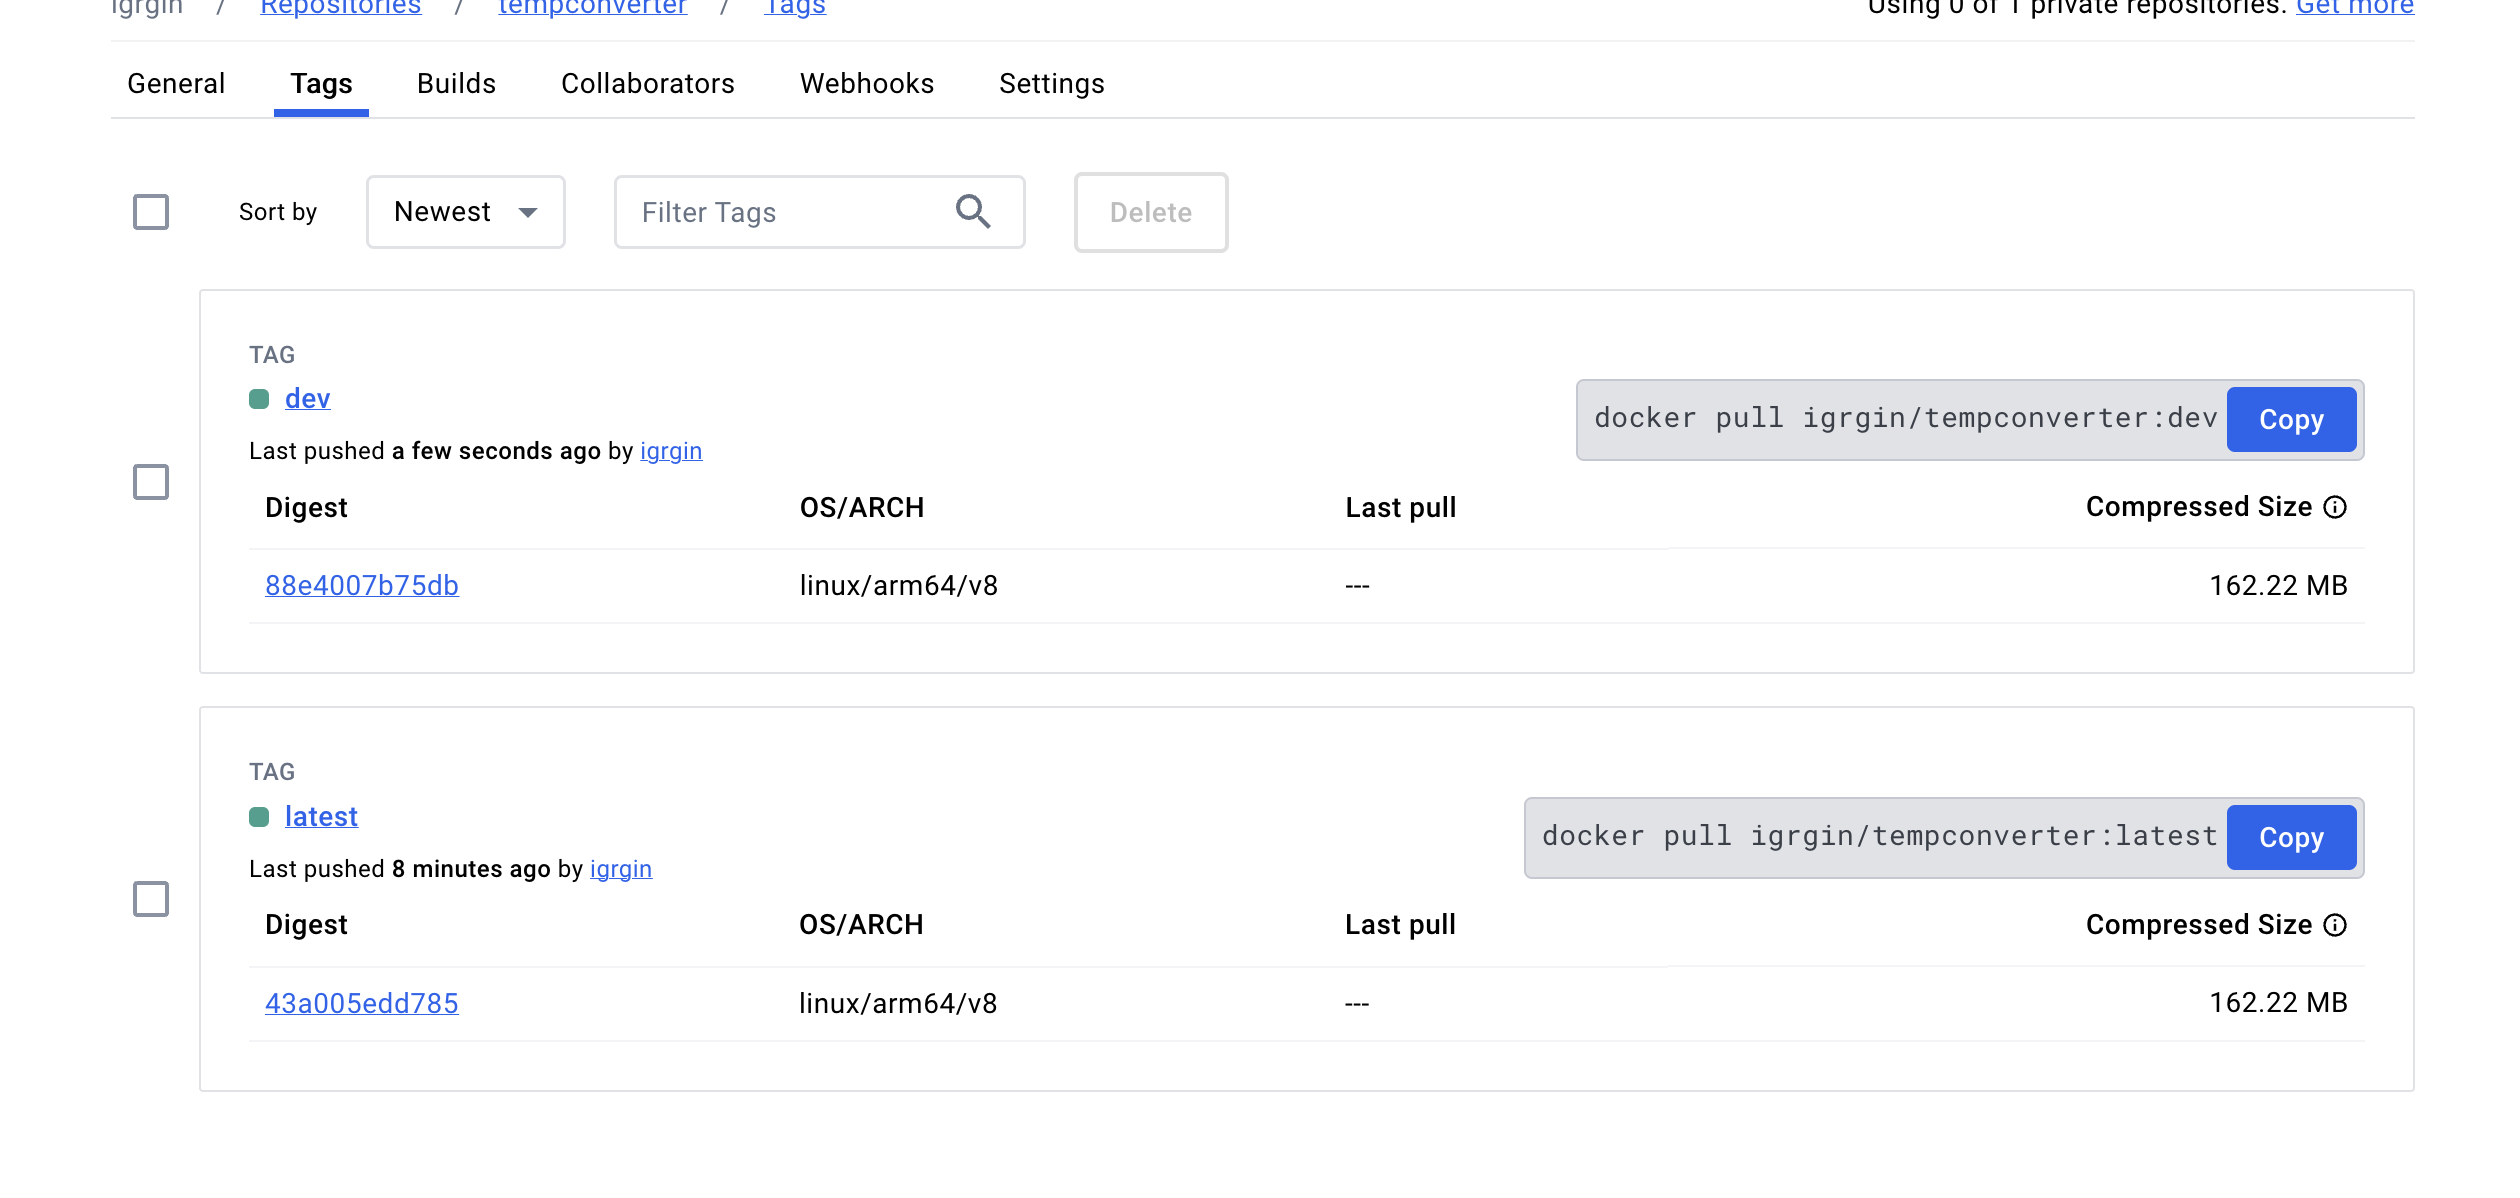 igrgin / Repositories / tempconverter / Tags
Using 0 of 1 private repositories. Get more
General Tags Builds Collaborators Webhooks Settings
Sort by Newest Filter Tags Delete
TAG
dev
docker pull igrgin/tempconverter:dev Copy
Last pushed a few seconds ago by igrgin
Digest OS/ARCH Last pull Compressed Size
88e4007b75db linux/arm64/v8 --- 162.22 MB
TAG
latest
docker pull igrgin/tempconverter:latest Copy
Last pushed 8 minutes ago by igrgin
Digest OS/ARCH Last pull Compressed Size
43a005edd785 linux/arm64/v8 --- 162.22 MB